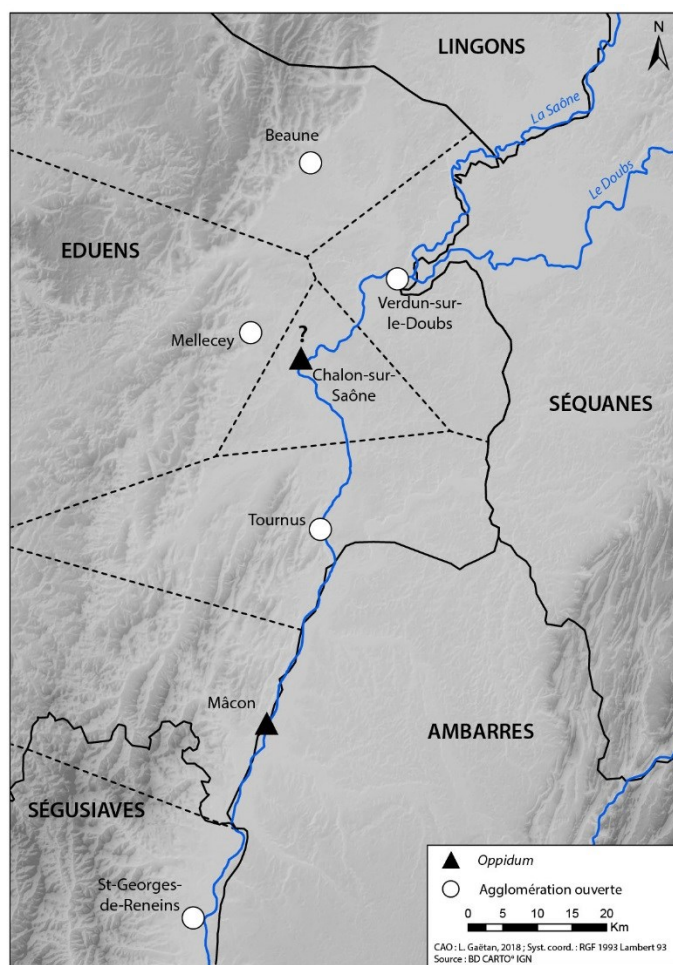 LINGONS
N
La Saône
Beaune
Le Doubs
EDUENS
Verdun-sur-
le-Doubs
Mellecey
?
Chalon-sur-
Saône
SÉQUANES
Tournus
Mâcon
AMBARRES
SÉGUSIAVES
St-Georges-
de-Reneins
Oppidum
Agglomération ouverte
0 5 10 15 20
Km
CAO : L. Gaëtan, 2018 ; Syst. coord. : RGF 1993 Lambert 93
Source : BD CARTO® IGN